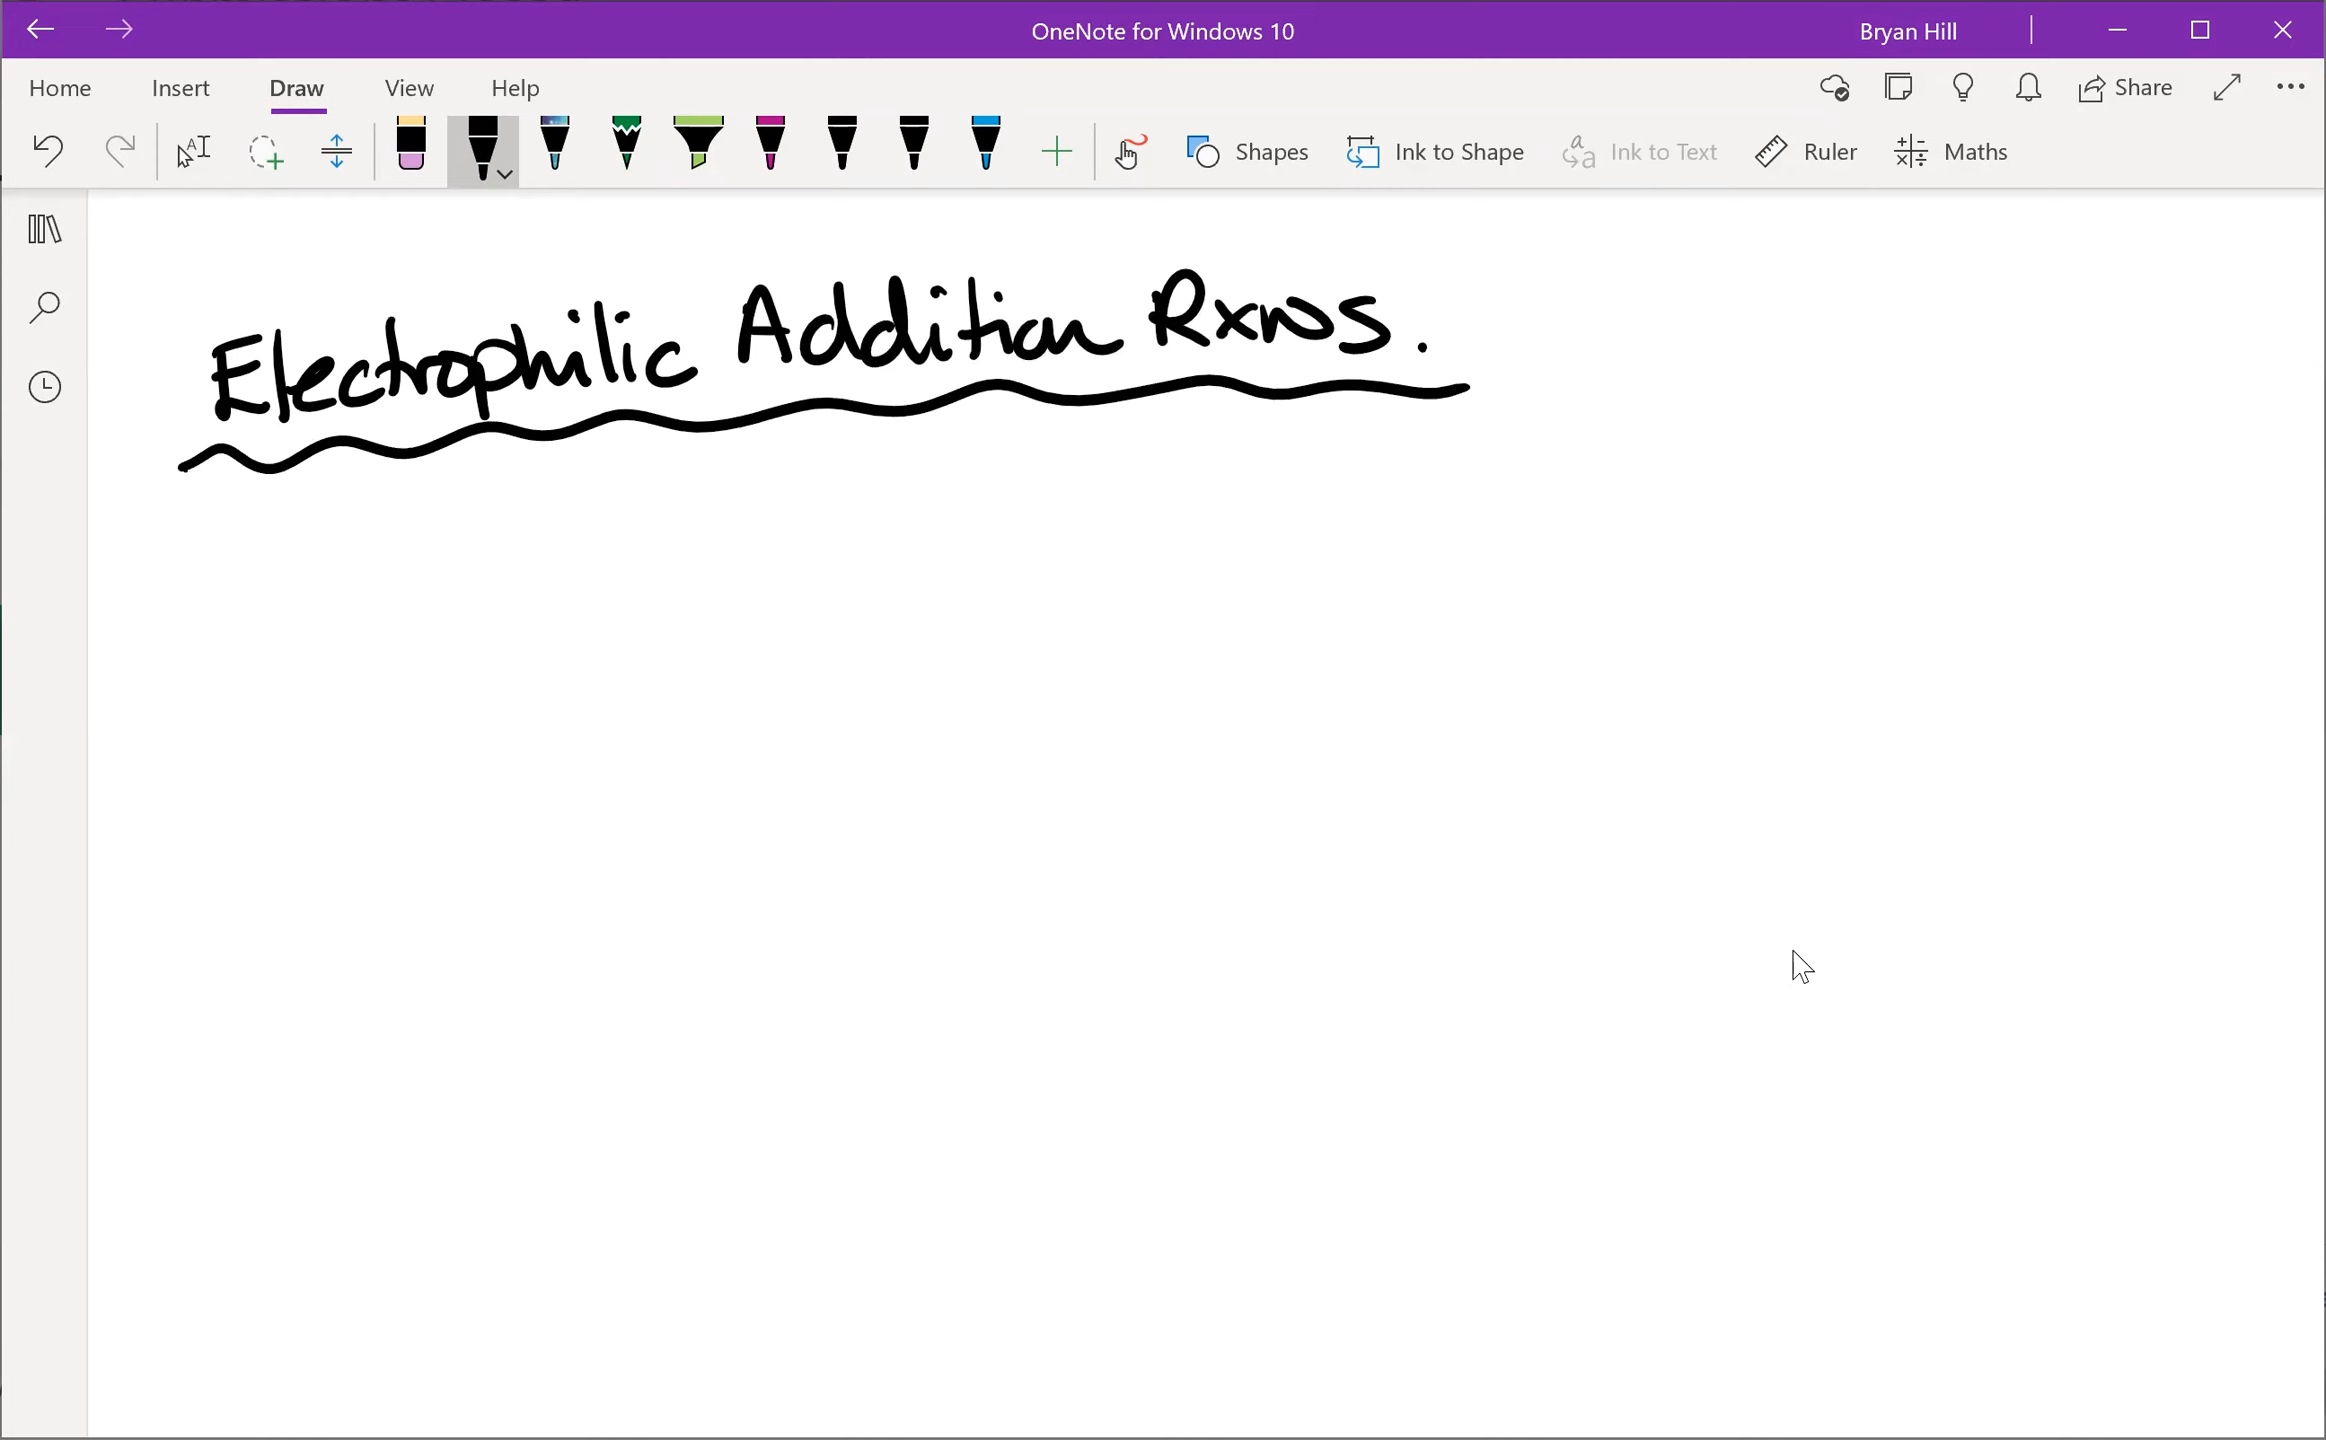 OneNote for Windows 10 Bryan Hill
Home Insert Draw View Help Share
Shapes Ink to Shape Ink to Text Ruler Maths
Electrophilic Addition Rxns.